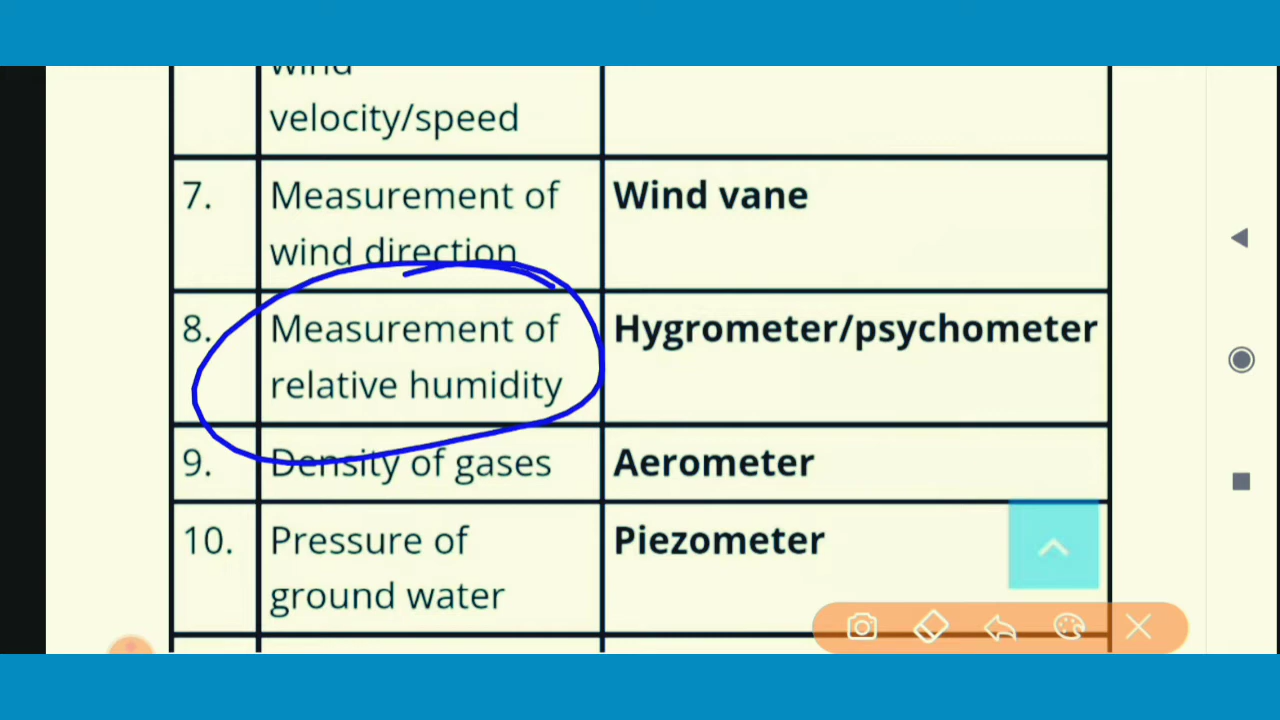 wind
velocity/speed
7. Measurement of Wind vane
wind direction
8. Measurement of Hygrometer/psychometer
relative humidity
9. Density of gases Aerometer
10. Pressure of Piezometer
ground water